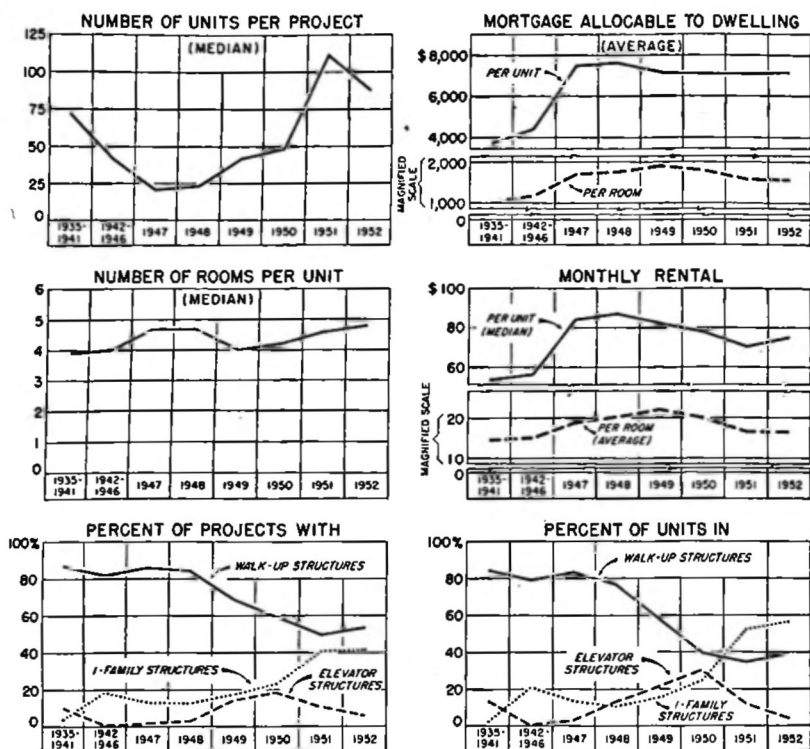 NUMBER OF UNITS PER PROJECT
(MEDIAN)
125
100
75
50
25
0
1935-1941 1942-1946 1947 1948 1949 1950 1951 1952
MORTGAGE ALLOCABLE TO DWELLING
(AVERAGE)
$8,000
6,000
4,000
2,000
1,000
0
MAGNIFIED SCALE
PER UNIT
PER ROOM
1935-1941 1942-1946 1947 1948 1949 1950 1951 1952
NUMBER OF ROOMS PER UNIT
(MEDIAN)
6
5
4
3
2
1
0
1935-1941 1942-1946 1947 1948 1949 1950 1951 1952
MONTHLY RENTAL
$100
80
60
20
10
0
MAGNIFIED SCALE
PER UNIT
(MEDIAN)
PER ROOM
(AVERAGE)
1935-1941 1942-1946 1947 1948 1949 1950 1951 1952
PERCENT OF PROJECTS WITH
100%
80
60
40
20
0
WALK-UP STRUCTURES
1-FAMILY STRUCTURES
ELEVATOR
STRUCTURES
1935-1941 1942-1946 1947 1948 1949 1950 1951 1952
PERCENT OF UNITS IN
100%
80
60
40
20
0
WALK-UP STRUCTURES
ELEVATOR
STRUCTURES
1-FAMILY
STRUCTURES
1935-1941 1942-1946 1947 1948 1949 1950 1951 1952